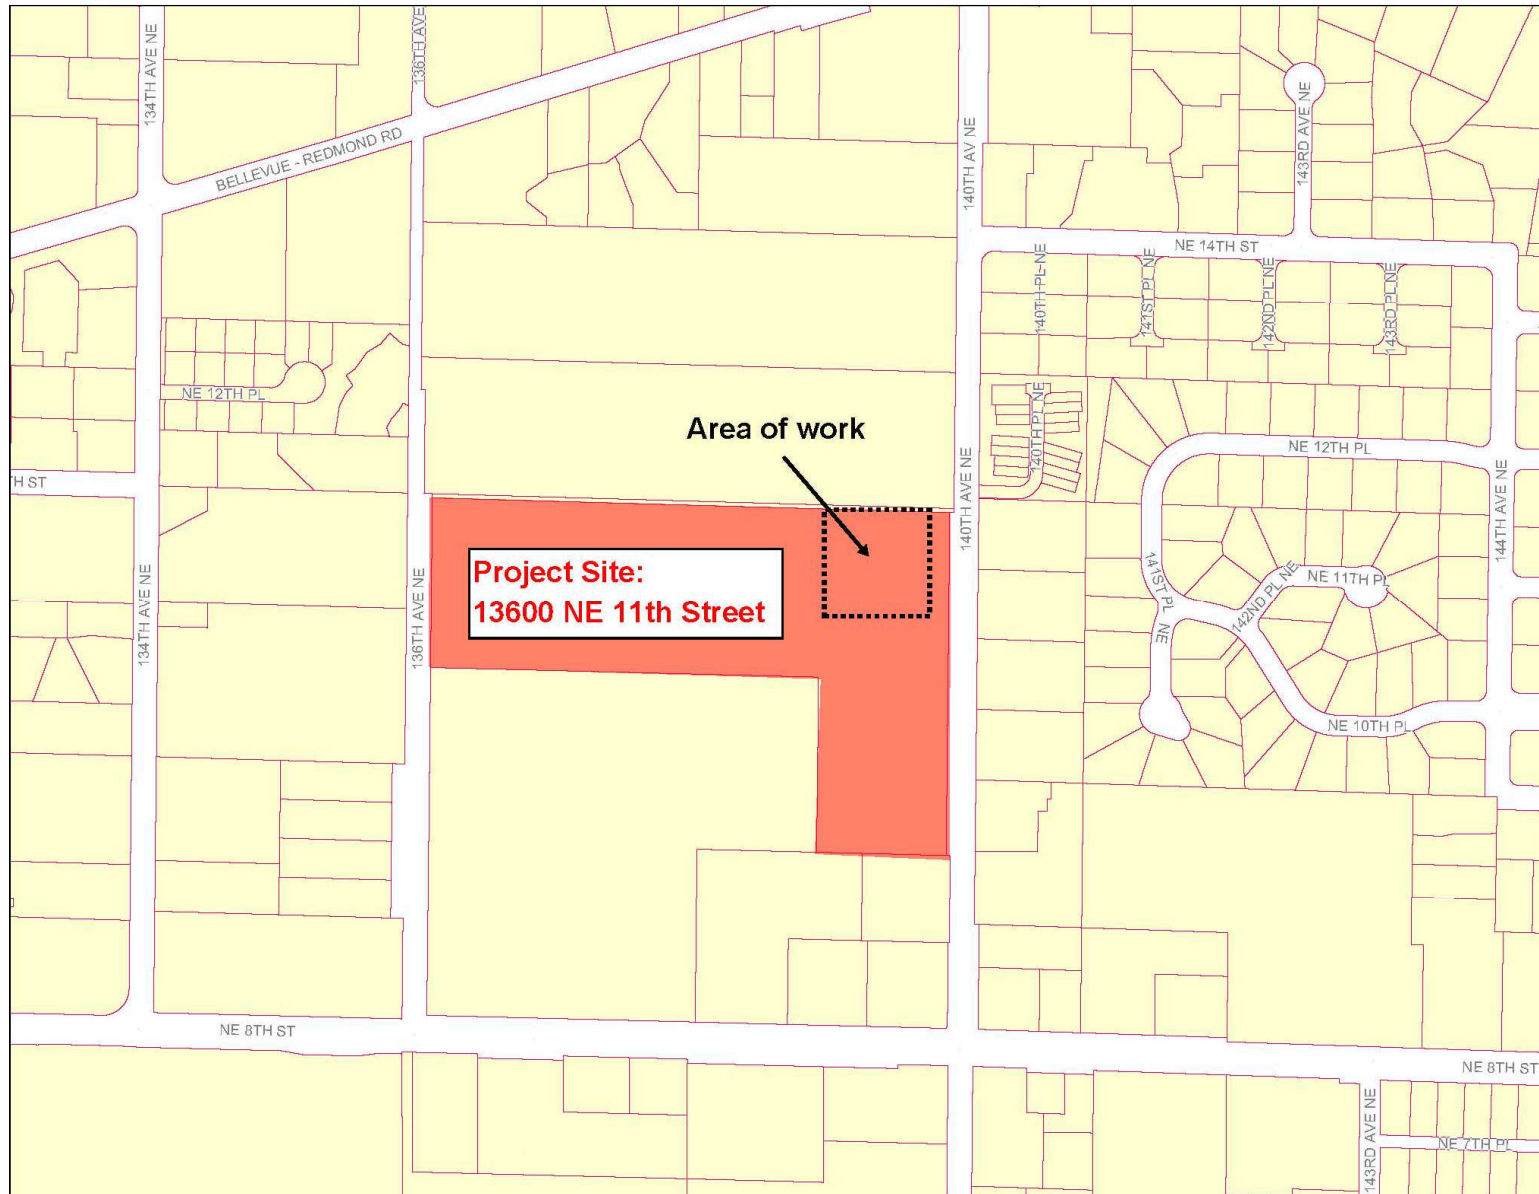 134TH AVE NE
136TH AVE
BELLEVUE - REDMOND RD
140TH AV NE
143RD AVE NE
NE 14TH ST
140TH PL NE
141ST PL NE
142ND PL NE
143RD PL NE
NE 12TH PL
140TH PL NE
Area of work
NE 12TH PL
H ST
140TH AVE NE
144TH AVE NE
Project Site:
13600 NE 11th Street
134TH AVE NE
136TH AVE NE
141ST PL NE
142ND PL NE
NE 11TH PL
NE 10TH PL
NE 8TH ST
NE 8TH ST
143RD AVE NE
NE 7TH PL